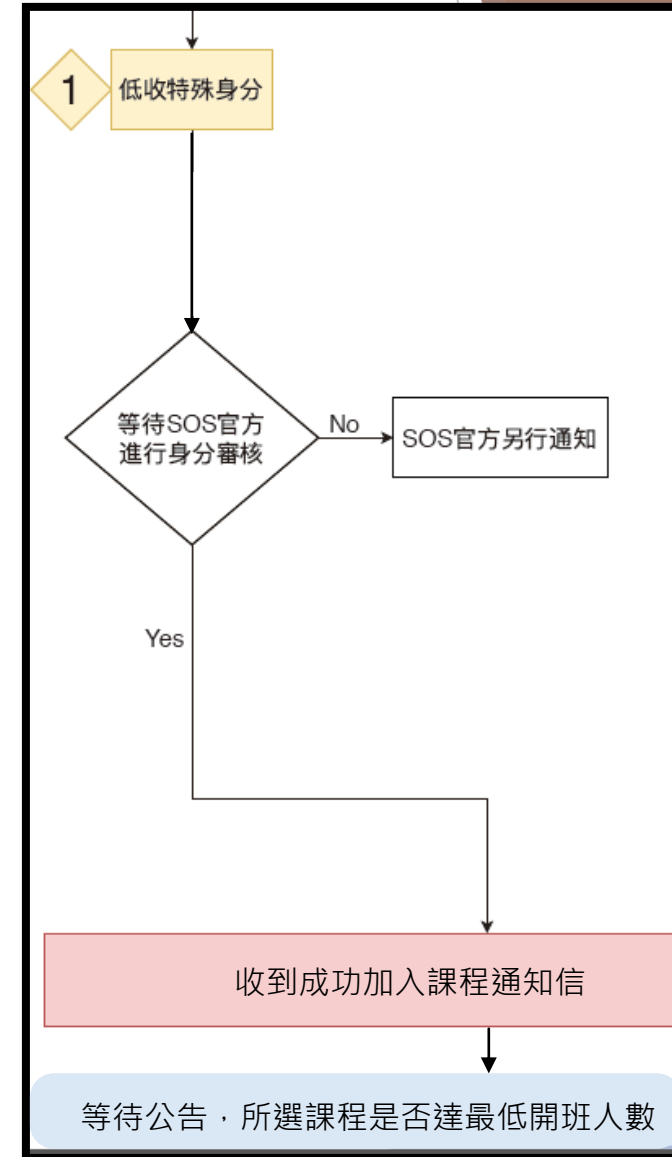 1
低收特殊身分
等待SOS官方
進行身分審核
No
SOS官方另行通知
Yes
收到成功加入課程通知信
等待公告，所選課程是否達最低開班人數